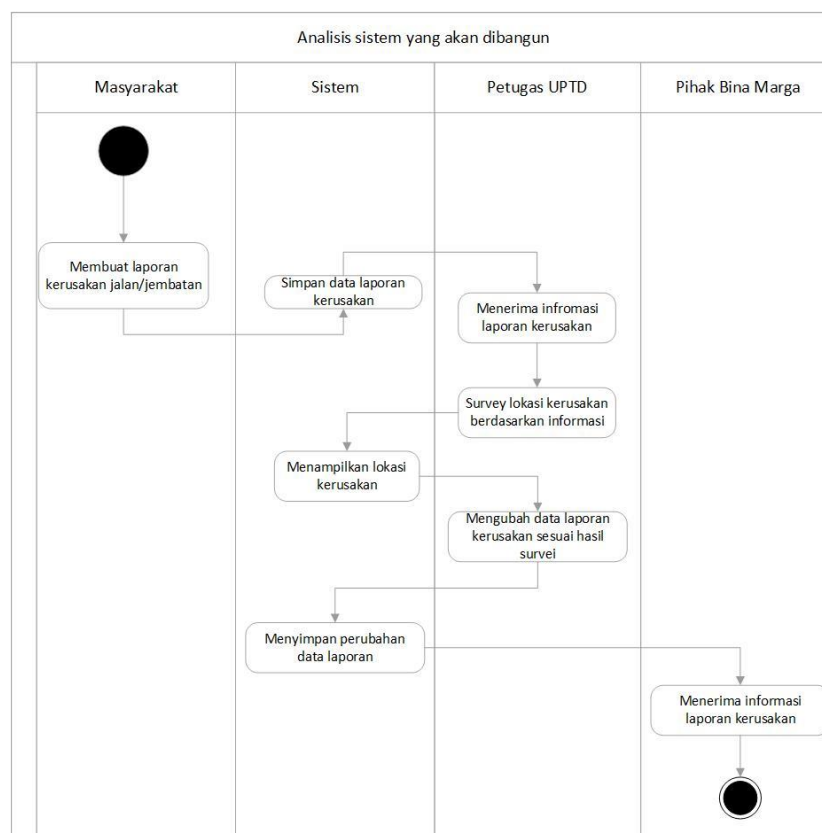 Analisis sistem yang akan dibangun
Masyarakat
Sistem
Petugas UPTD
Pihak Bina Marga
Membuat laporan
kerusakan jalan/jembatan
Simpan data laporan
kerusakan
Menerima infromasi
laporan kerusakan
Survey lokasi kerusakan
berdasarkan informasi
Menampilkan lokasi
kerusakan
Mengubah data laporan
kerusakan sesuai hasil
survei
Menyimpan perubahan
data laporan
Menerima informasi
laporan kerusakan